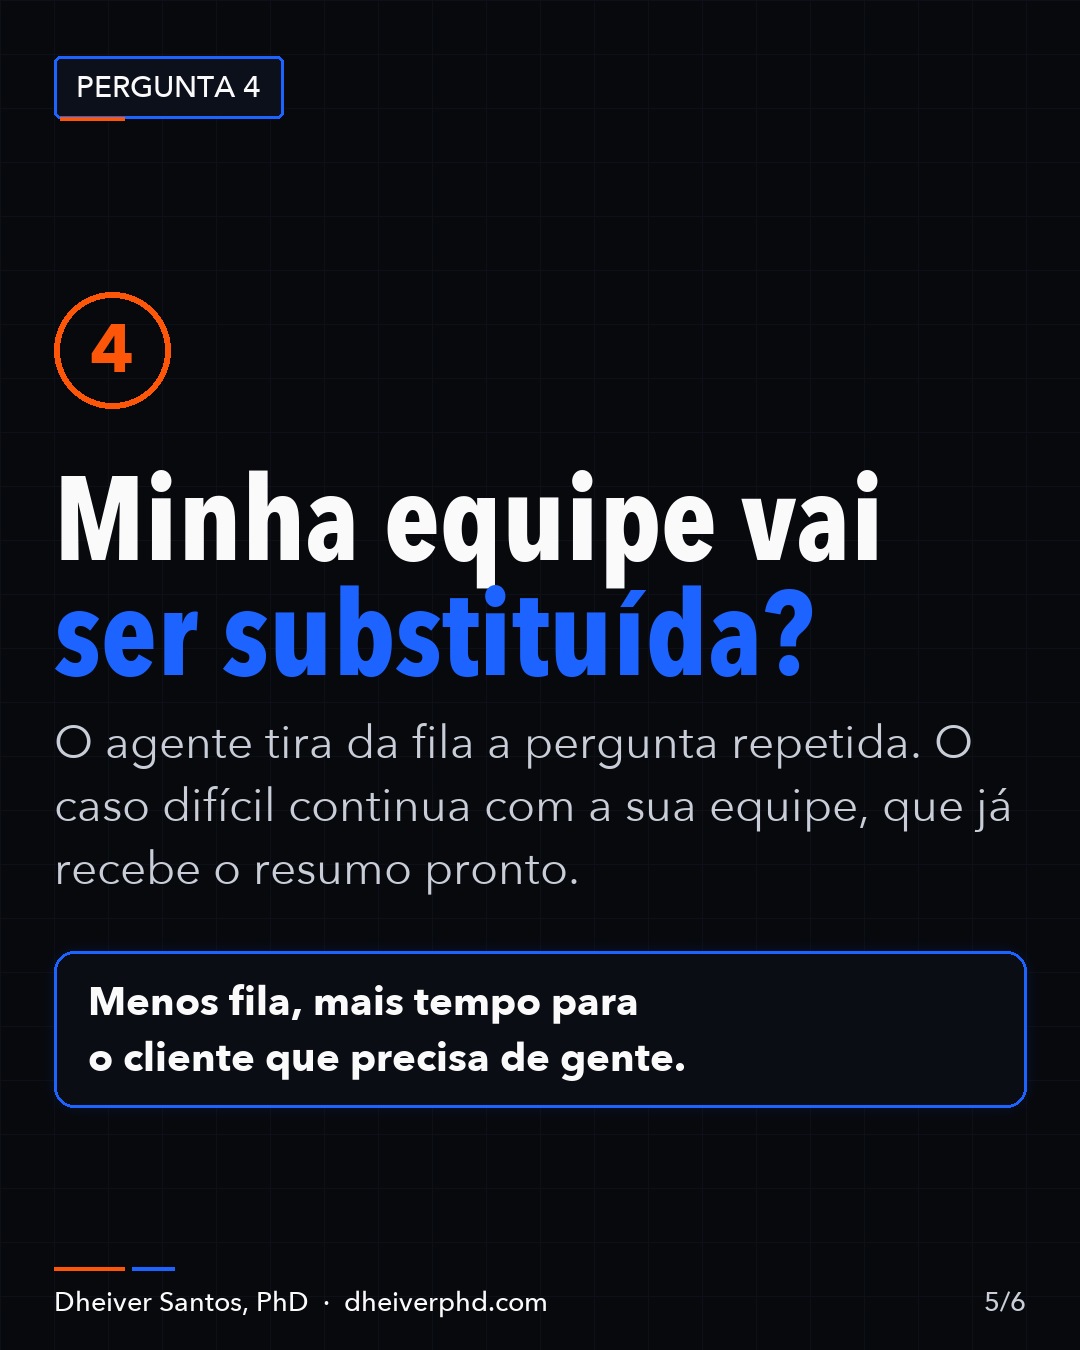 PERGUNTA 4
4
Minha equipe vai
ser substituída?
O agente tira da fila a pergunta repetida. O
caso difícil continua com a sua equipe, que já
recebe o resumo pronto.
Menos fila, mais tempo para
o cliente que precisa de gente.
Dheiver Santos, PhD · dheiverphd.com
5/6